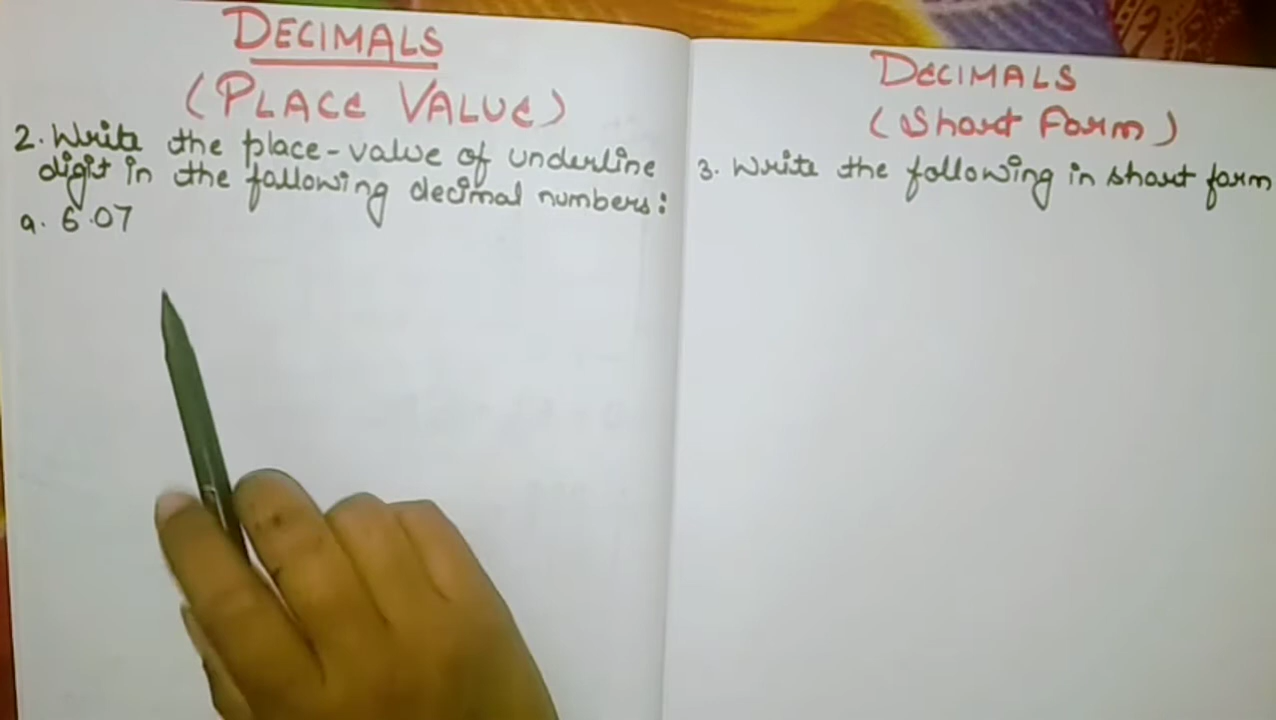 DECIMALS
(PLACE VALUE)
2. Write the place-value of underline
digit in the following decimal numbers:
a. 6.07
DECIMALS
(Short Form)
3. Write the following in short form